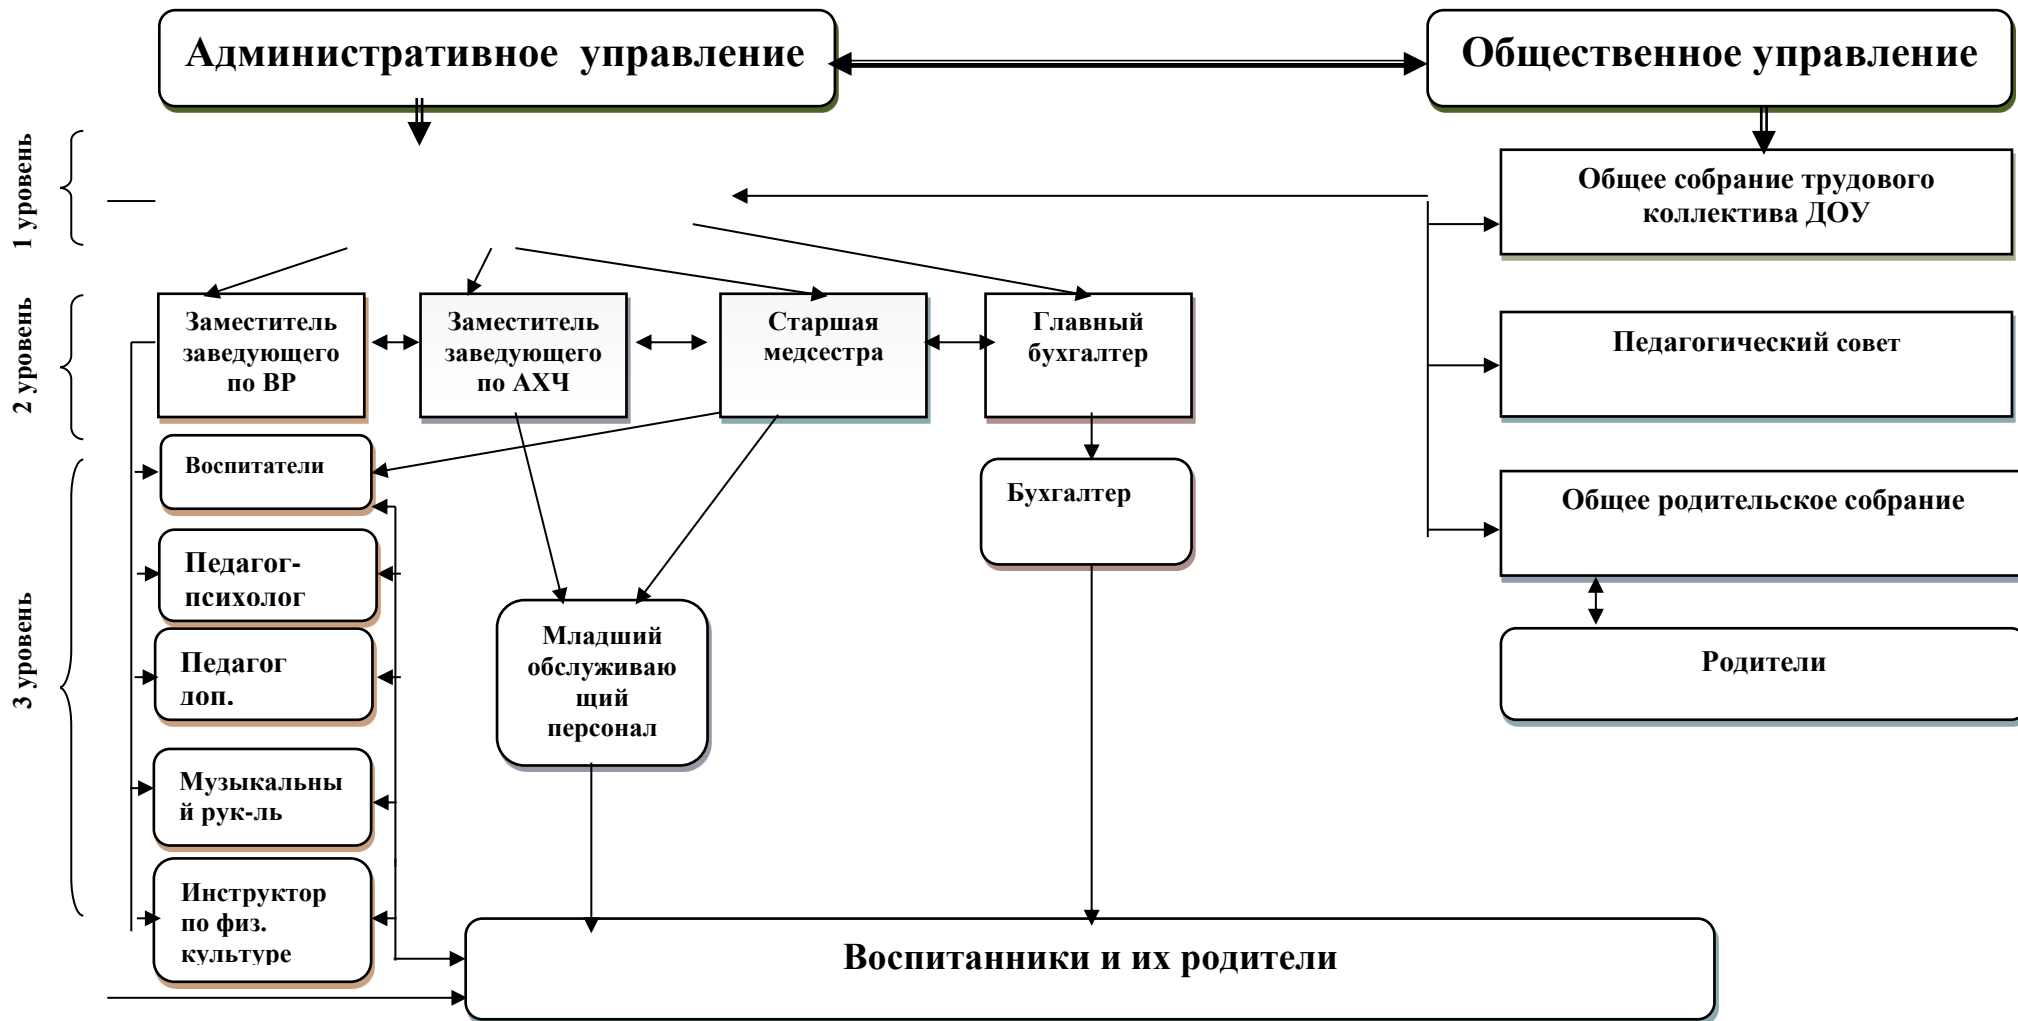 Административное управление
Общественное управление
1 уровень
Общее собрание трудового
коллектива ДОУ
2 уровень
Заместитель
заведующего
по ВР
Заместитель
заведующего
по АХЧ
Старшая
медсестра
Главный
бухгалтер
Педагогический совет
3 уровень
Воспитатели
Бухгалтер
Общее родительское собрание
Педагог-
психолог
Младший
обслуживаю
щий
персонал
Родители
Педагог
доп.
Музыкальны
й рук-ль
Инструктор
по физ.
культуре
Воспитанники и их родители